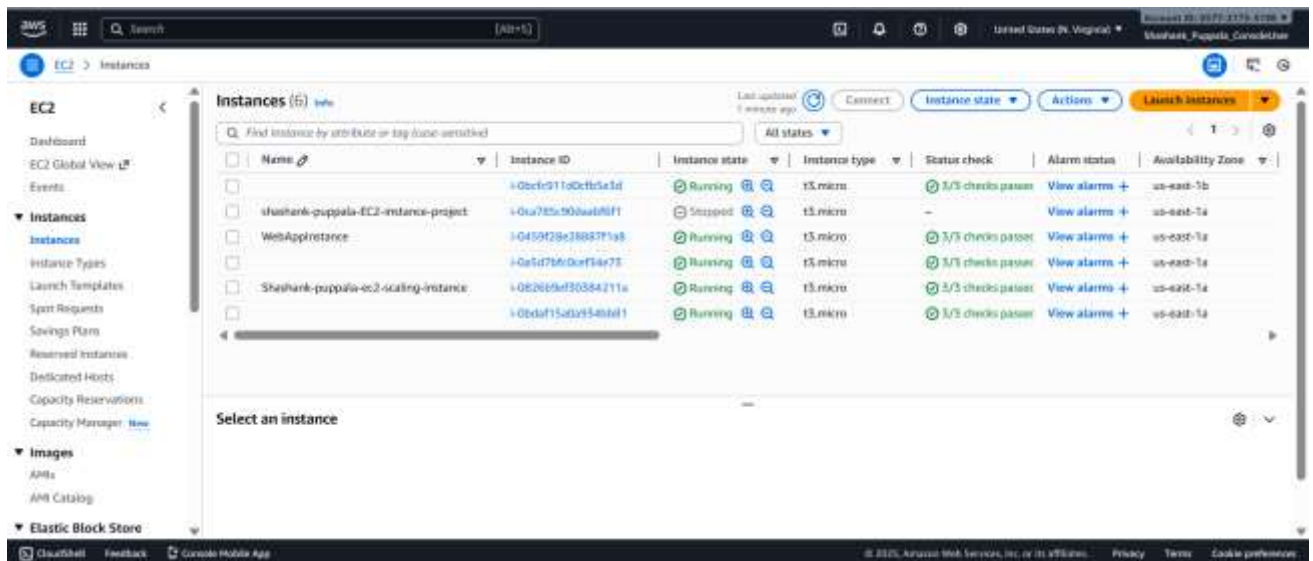 aws
Search
[Alt+S]
United States (N. Virginia)
Shashank_Puppala_ConsoleUser
EC2 > Instances
EC2
Dashboard
EC2 Global View
Events
Instances
Instances
Instance Types
Launch Templates
Spot Requests
Savings Plans
Reserved Instances
Dedicated Hosts
Capacity Reservations
Capacity Manager New
Images
AMIs
AMI Catalog
Elastic Block Store
Instances (6) Info
Last updated
1 minute ago
Connect
Instance state
Actions
Launch instances
Find Instance by attribute or tag (case-sensitive)
All states
1
Name Instance ID Instance state Instance type Status check Alarm status Availability Zone
Running t3.micro 3/3 checks passed View alarms + us-east-1b
shashank-puppala-EC2-instance-project Stopped t3.micro – View alarms + us-east-1a
WebAppInstance Running t3.micro 3/3 checks passed View alarms + us-east-1a
Running t3.micro 3/3 checks passed View alarms + us-east-1a
Shashank-puppala-ec2-scaling-instance Running t3.micro 3/3 checks passed View alarms + us-east-1a
Running t3.micro 3/3 checks passed View alarms + us-east-1a
Select an instance
CloudShell Feedback Console Mobile App
© 2025, Amazon Web Services, Inc. or its affiliates. Privacy Terms Cookie preferences